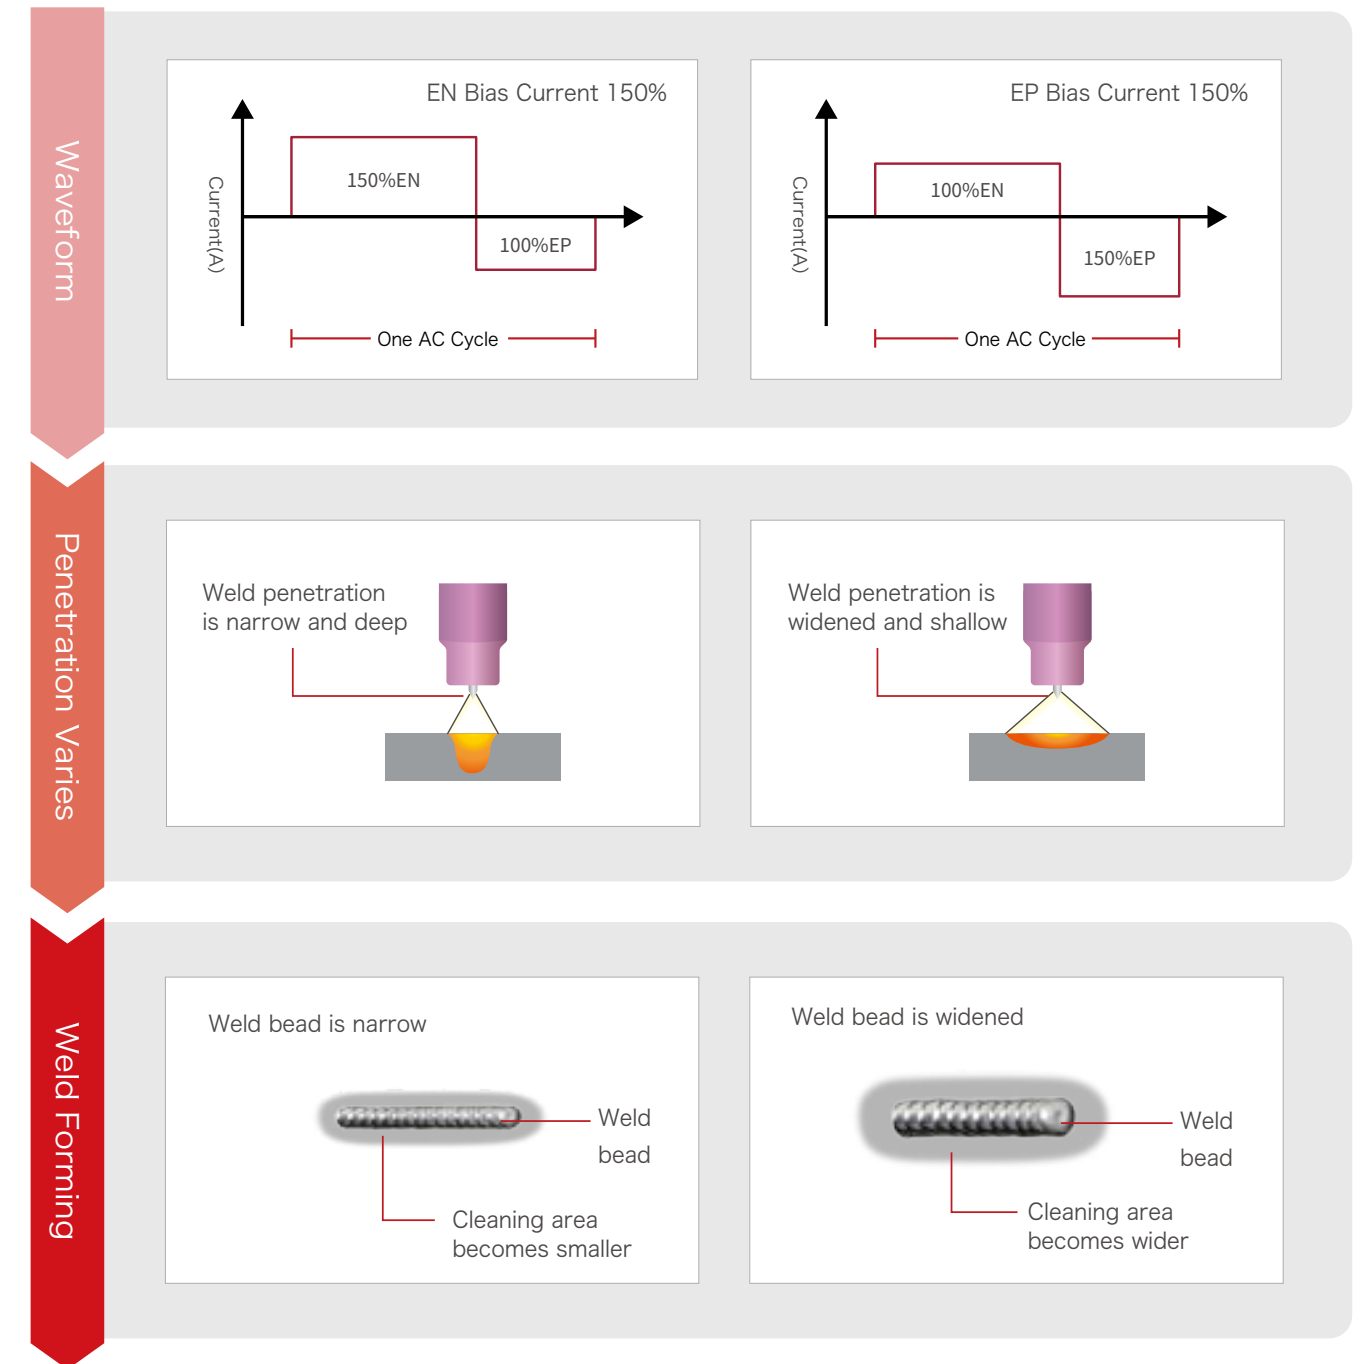 Waveform
EN Bias Current 150%
Current(A)
150%EN
100%EP
One AC Cycle
EP Bias Current 150%
Current(A)
100%EN
150%EP
One AC Cycle
Penetration Varies
Weld penetration
is narrow and deep
Weld penetration is
widened and shallow
Weld Forming
Weld bead is narrow
Weld
bead
Cleaning area
becomes smaller
Weld bead is widened
Weld
bead
Cleaning area
becomes wider